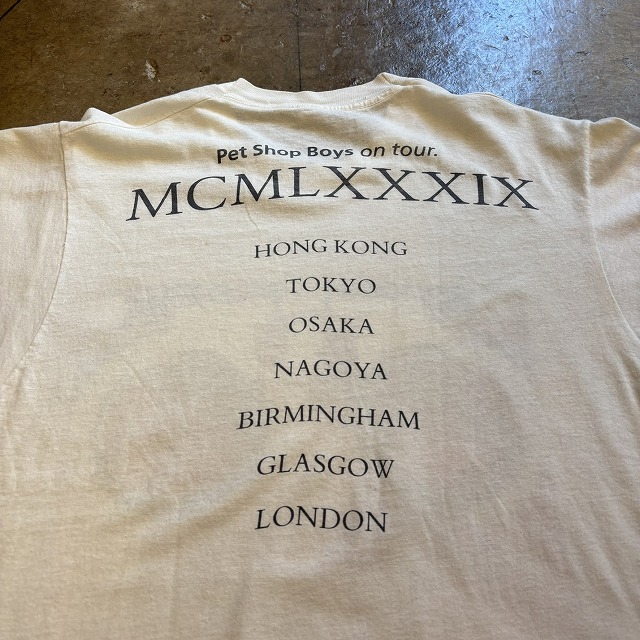 Pet Shop Boys on tour.
MCMLXXXIX
HONG KONG
TOKYO
OSAKA
NAGOYA
BIRMINGHAM
GLASGOW
LONDON